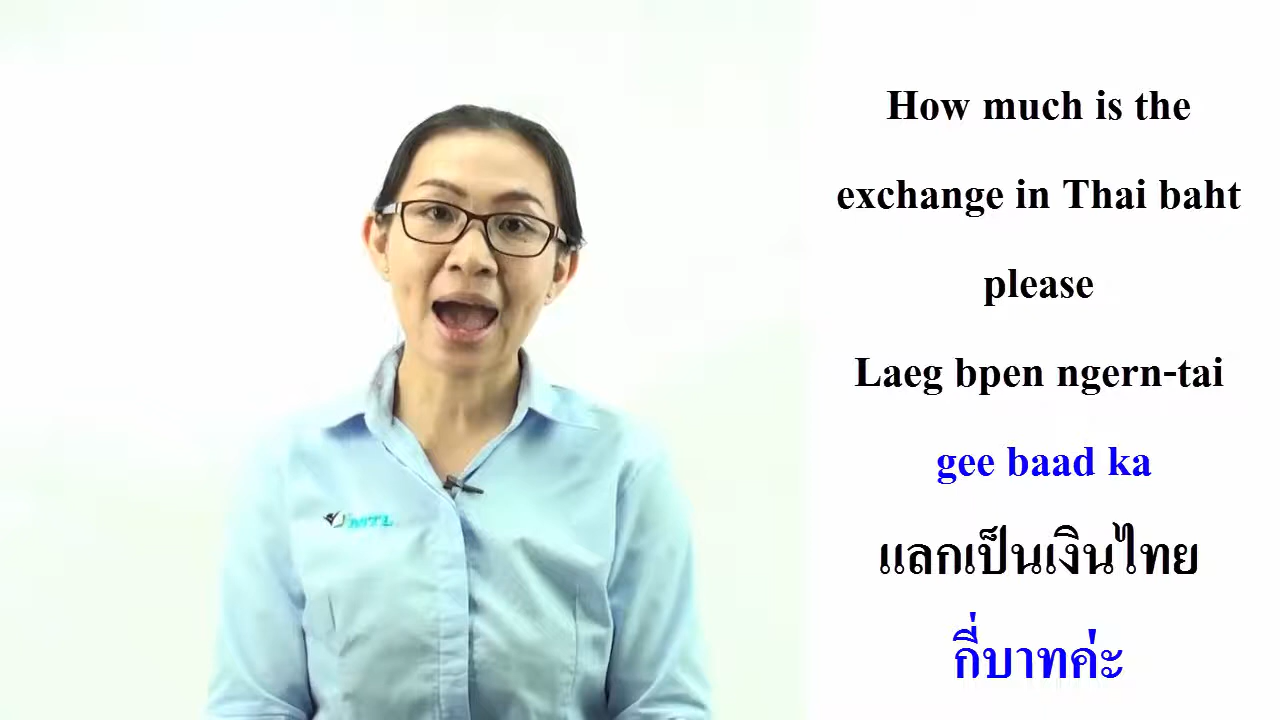 How much is the
exchange in Thai baht
please
Laeg bpen ngern-tai
gee baad ka
แลกเป็นเงินไทย
กี่บาทค่ะ
MTL